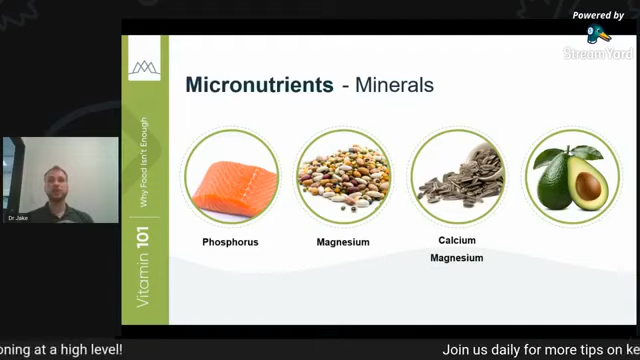 Powered by
StreamYard
Micronutrients - Minerals
Why Food Isn't Enough
Vitamin 101
Dr Jake
Phosphorus
Magnesium
Calcium
Magnesium
oning at a high level!
Join us daily for more tips on ke